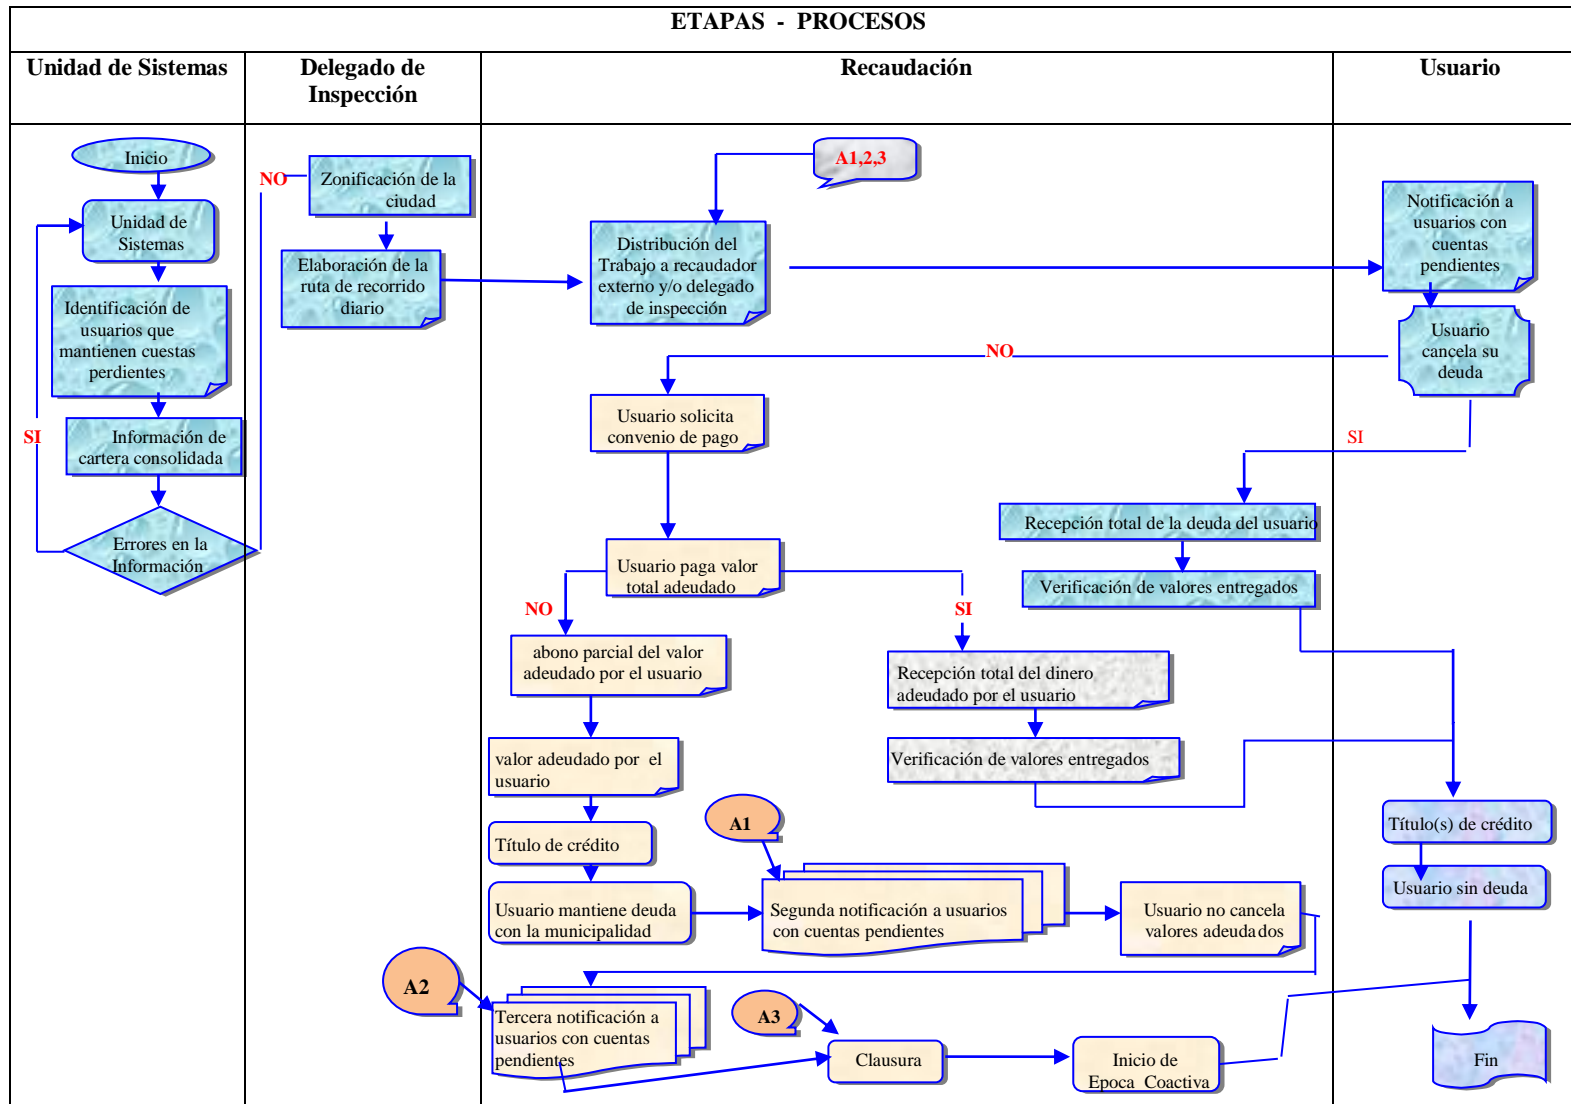 ETAPAS - PROCESOS
Unidad de Sistemas
Delegado de
Inspección
Recaudación
Usuario
Inicio
Unidad de
Sistemas
Identificación de
usuarios que
mantienen cuestas
perdientes
Información de
cartera consolidada
SI
Errores en la
Información
NO
Zonificación de la
ciudad
Elaboración de la
ruta de recorrido
diario
A1,2,3
Distribución del
Trabajo a recaudador
externo y/o delegado
de inspección
Notificación a
usuarios con
cuentas
pendientes
Usuario
cancela su
deuda
NO
SI
Usuario solicita
convenio de pago
Recepción total de la deuda del usuario
Usuario paga valor
total adeudado
Verificación de valores entregados
NO
SI
abono parcial del valor
adeudado por el usuario
Recepción total del dinero
adeudado por el usuario
valor adeudado por el
usuario
Verificación de valores entregados
Título de crédito
A1
Título(s) de crédito
Usuario mantiene deuda
con la municipalidad
Segunda notificación a usuarios
con cuentas pendientes
Usuario no cancela
valores adeudados
Usuario sin deuda
A2
Tercera notificación a
usuarios con cuentas
pendientes
A3
Clausura
Inicio de
Epoca Coactiva
Fin